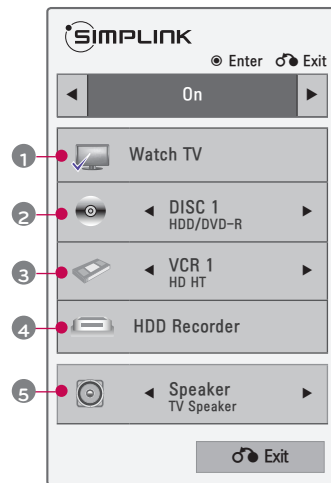 SIMPLINK
Enter Exit
◀ On ▶
1 Watch TV
2 ◀ DISC 1 ▶
HDD/DVD-R
3 ◀ VCR 1 ▶
HD HT
4 HDD Recorder
5 ◀ Speaker ▶
TV Speaker
Exit